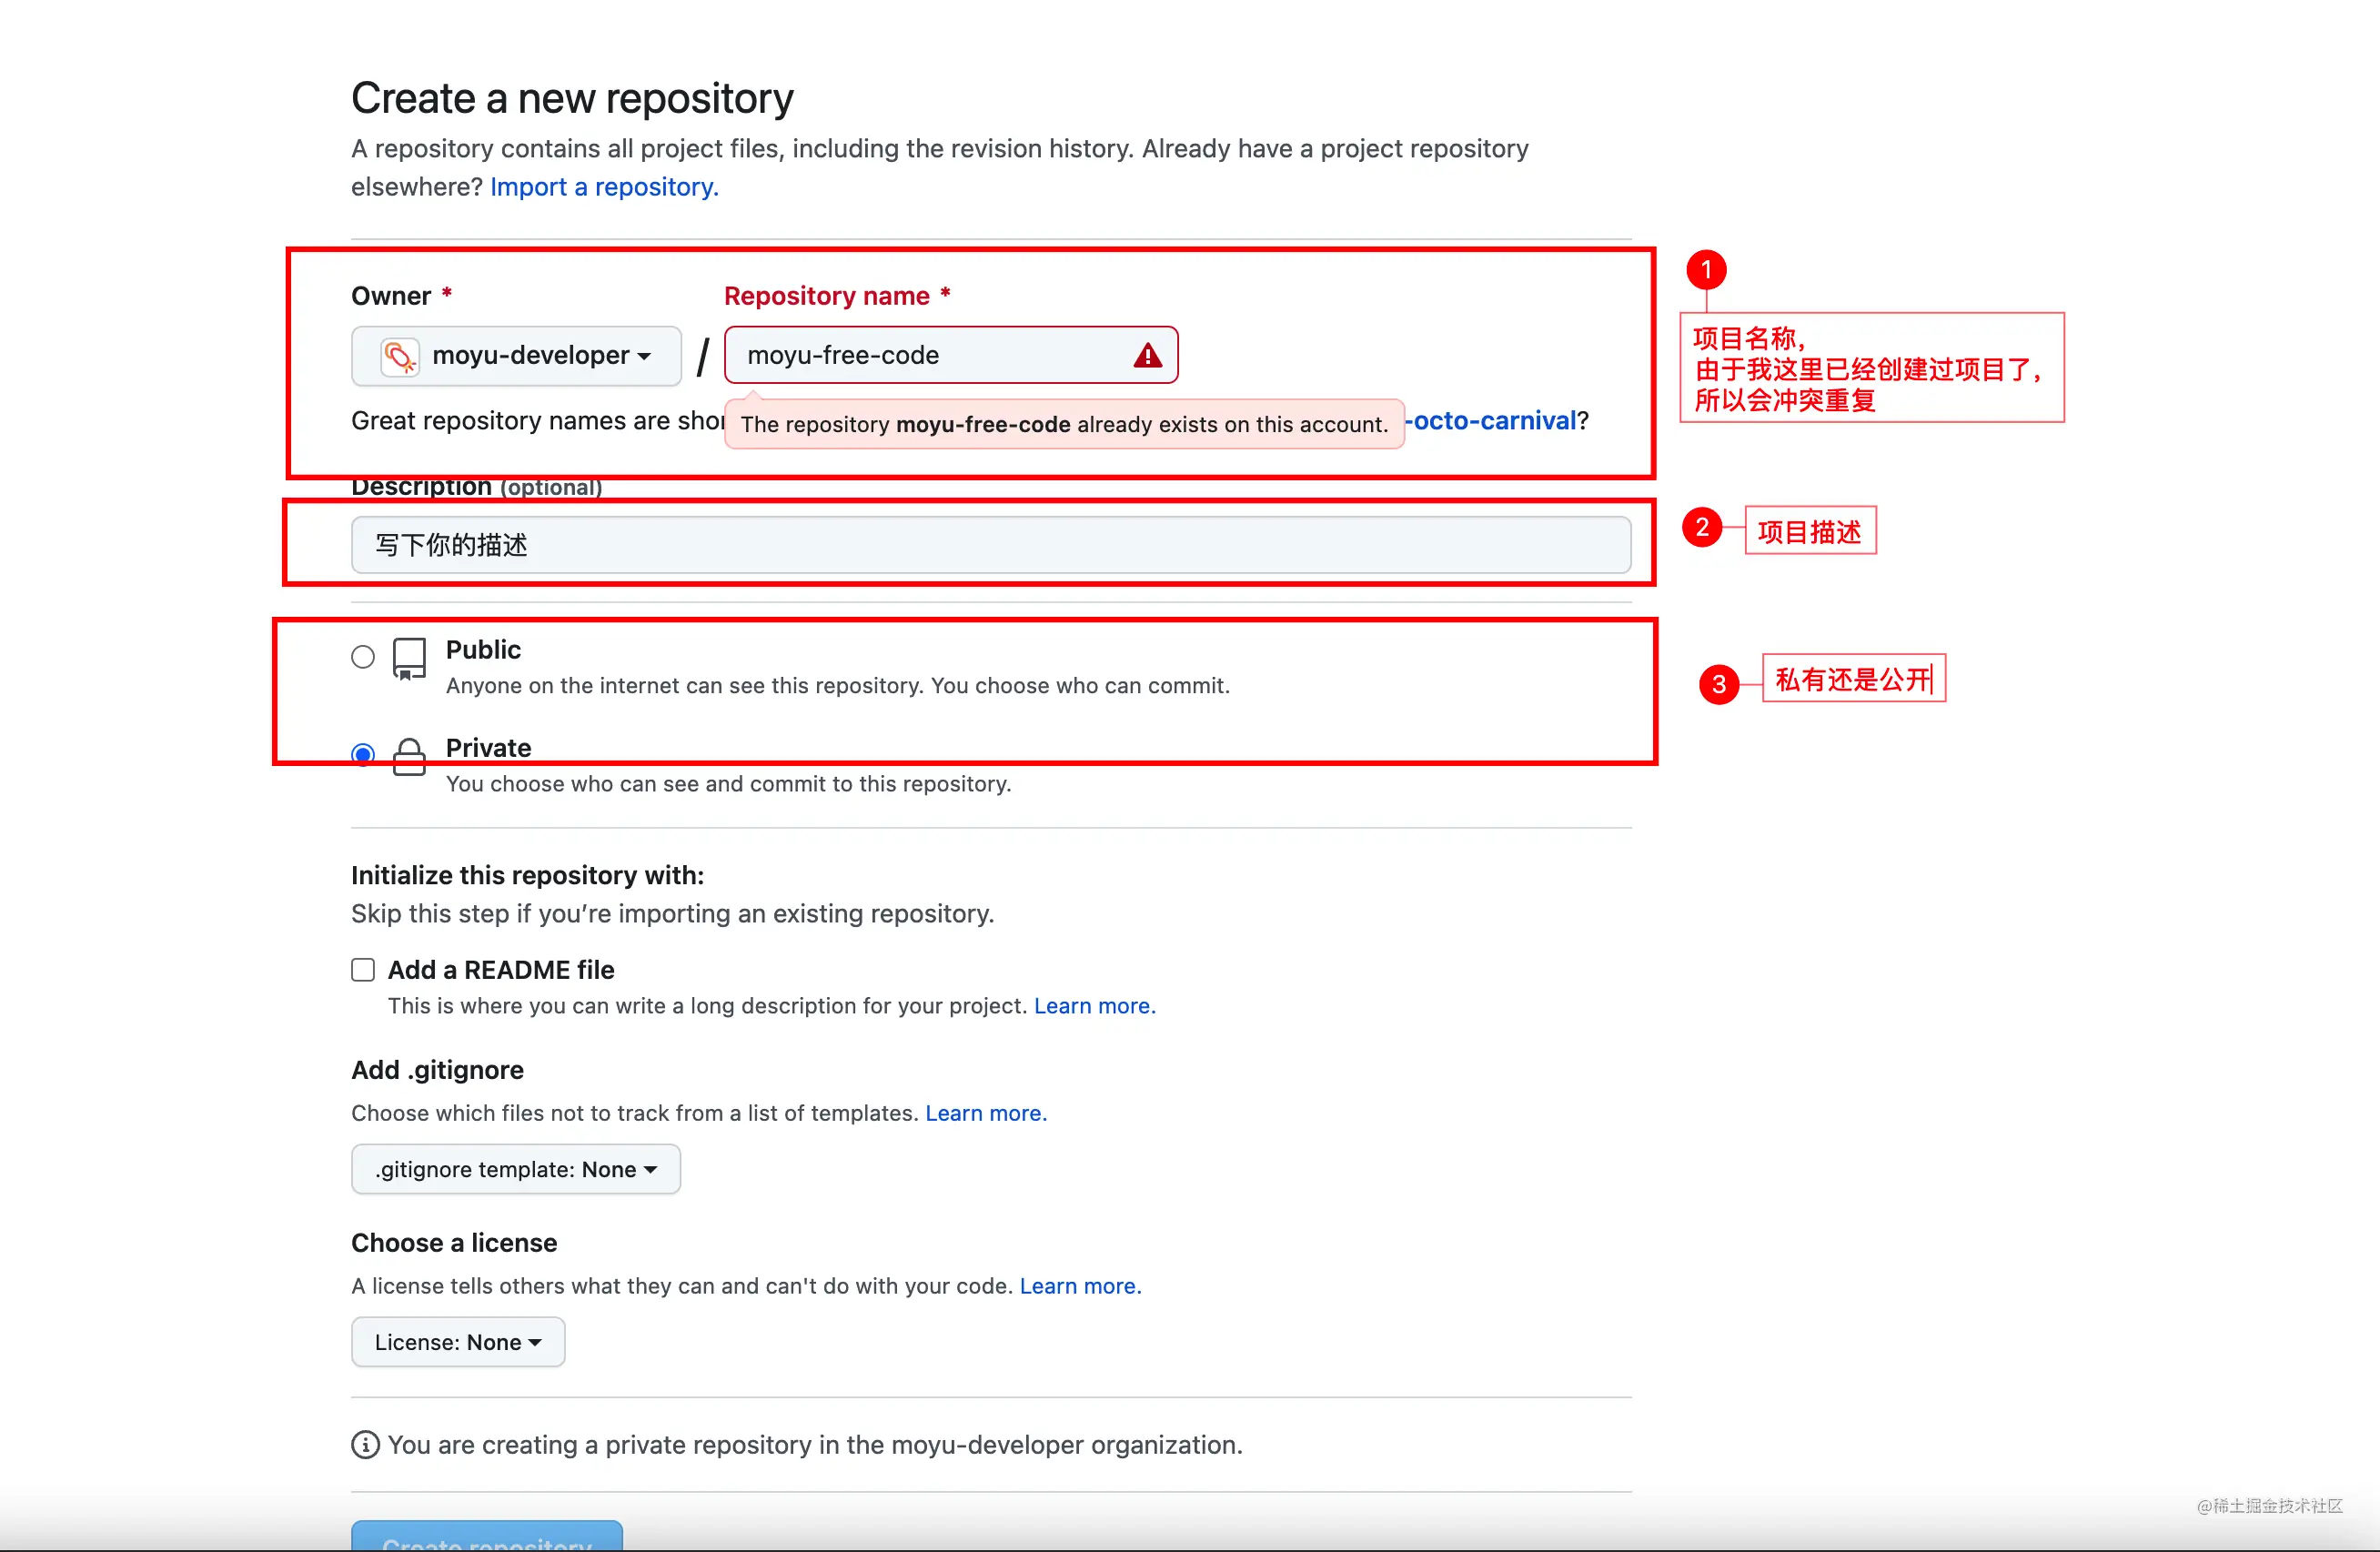 Create a new repository
A repository contains all project files, including the revision history. Already have a project repository
elsewhere? Import a repository.
Owner *
Repository name *
moyu-developer
/
moyu-free-code
Great repository names are shor
The repository moyu-free-code already exists on this account.
-octo-carnival?
1
项目名称，
由于我这里已经创建过项目了，
所以会冲突重复
Description (optional)
写下你的描述
2
项目描述
Public
Anyone on the internet can see this repository. You choose who can commit.
3
私有还是公开
Private
You choose who can see and commit to this repository.
Initialize this repository with:
Skip this step if you’re importing an existing repository.
Add a README file
This is where you can write a long description for your project. Learn more.
Add .gitignore
Choose which files not to track from a list of templates. Learn more.
.gitignore template: None
Choose a license
A license tells others what they can and can't do with your code. Learn more.
License: None
You are creating a private repository in the moyu-developer organization.
@稀土掘金技术社区
Create repository